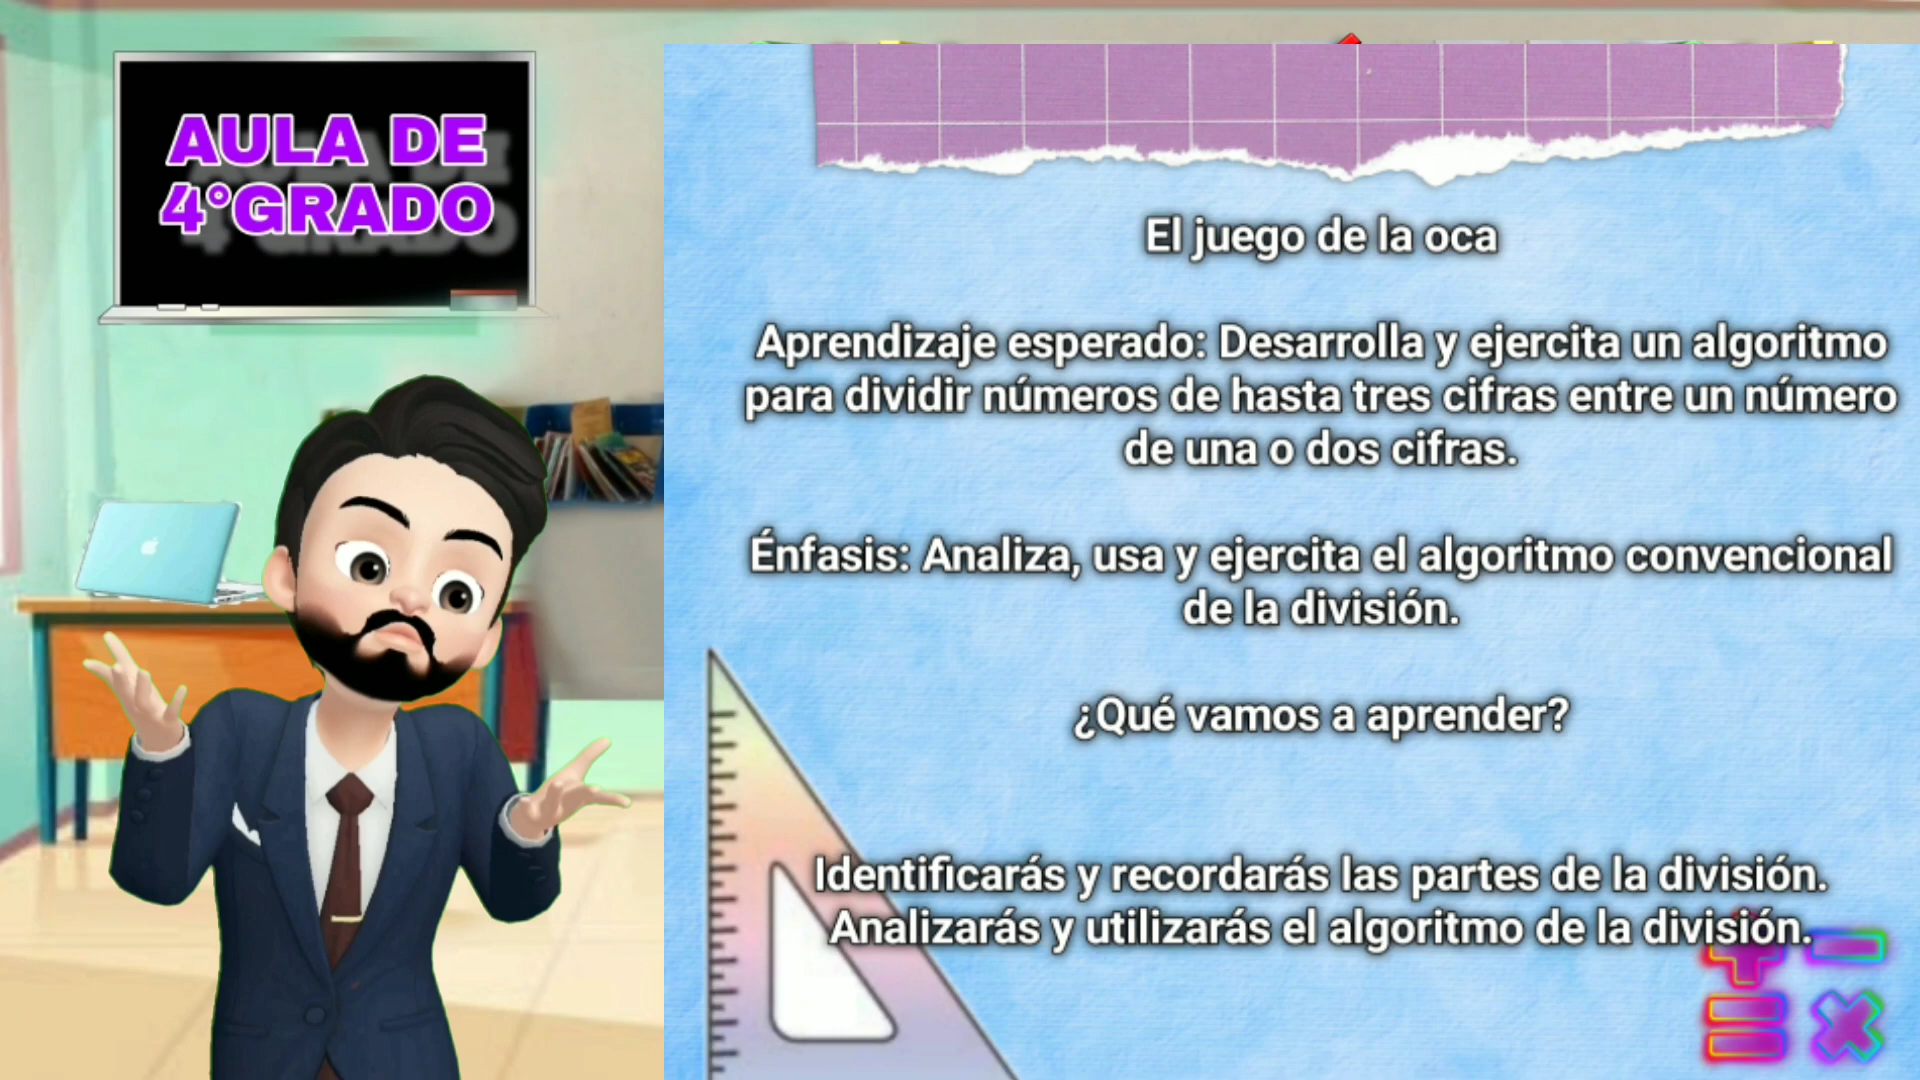 AULA DE
4°GRADO
El juego de la oca
Aprendizaje esperado: Desarrolla y ejercita un algoritmo
para dividir números de hasta tres cifras entre un número
de una o dos cifras.
Énfasis: Analiza, usa y ejercita el algoritmo convencional
de la división.
¿Qué vamos a aprender?
Identificarás y recordarás las partes de la división.
Analizarás y utilizarás el algoritmo de la división.